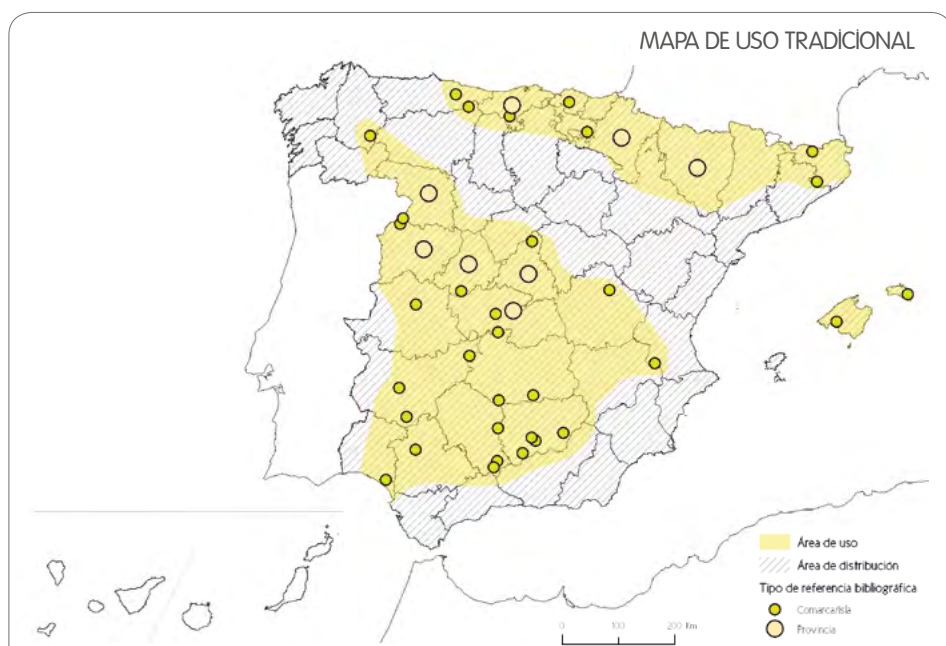 MAPA DE USO TRADICIONAL
Área de uso
Área de distribución
Tipo de referencia bibliográfica
Comarca/isla
Provincia
0 100 200 Km